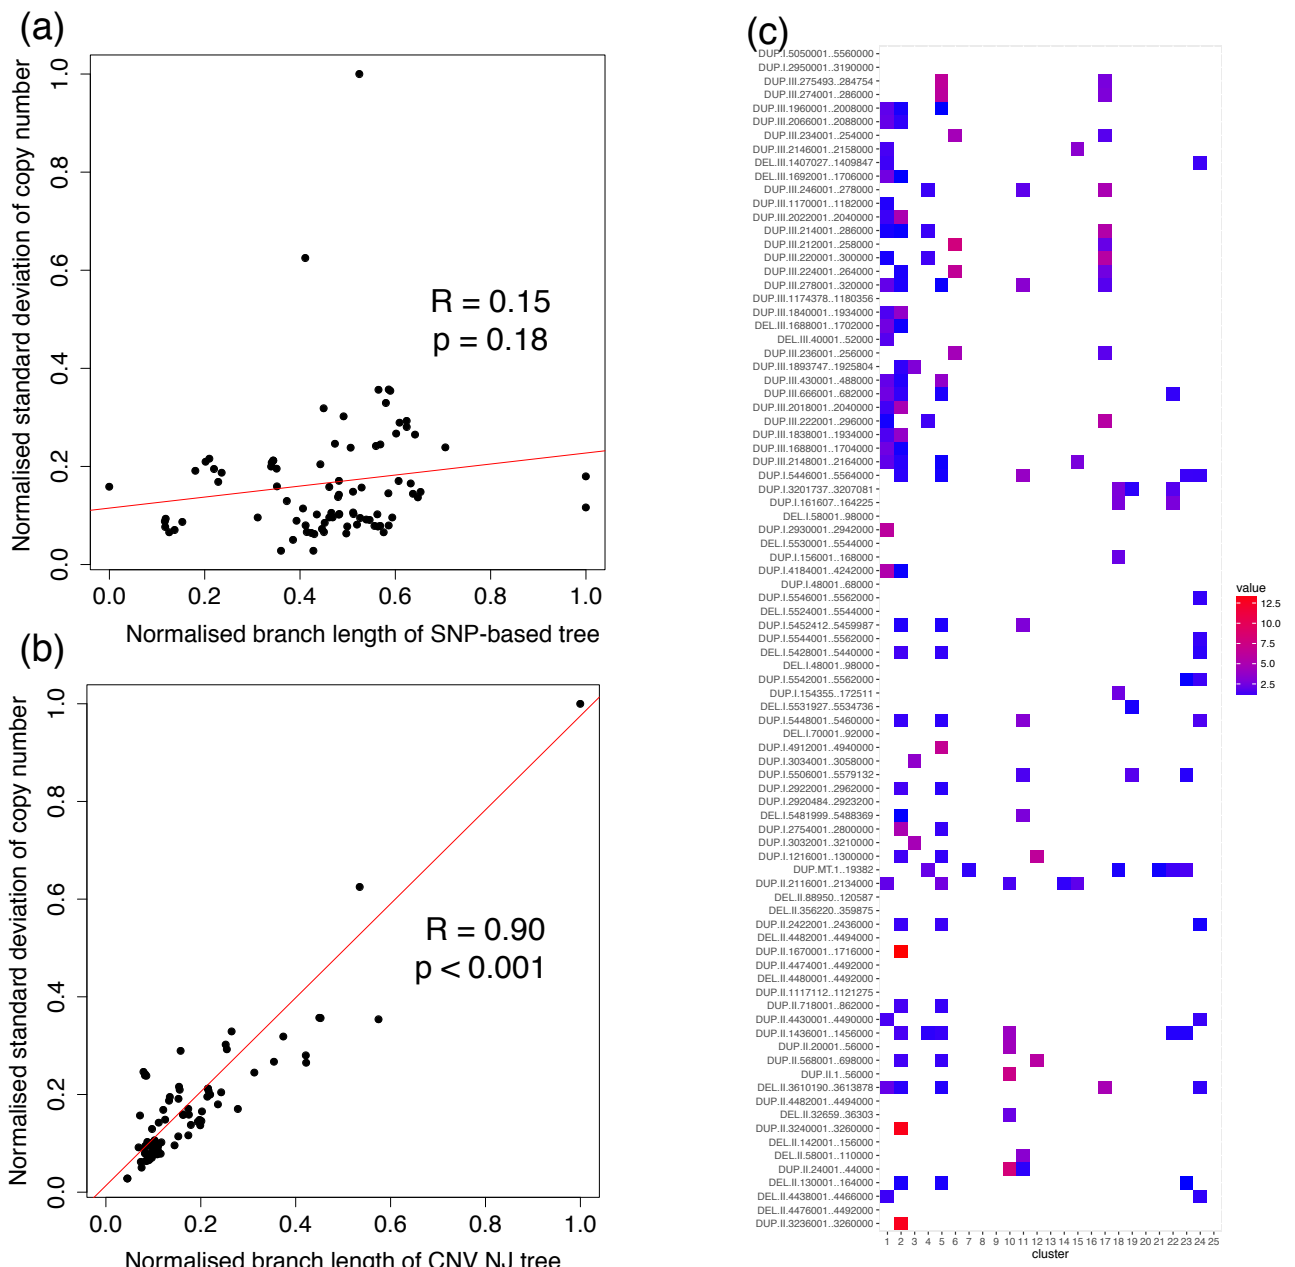 (a)
Normalised standard deviation of copy number
0.0 0.2 0.4 0.6 0.8 1.0
R = 0.15
p = 0.18
0.0 0.2 0.4 0.6 0.8 1.0
Normalised branch length of SNP-based tree
(b)
Normalised standard deviation of copy number
0.0 0.2 0.4 0.6 0.8 1.0
R = 0.90
p < 0.001
0.0 0.2 0.4 0.6 0.8 1.0
Normalised branch length of CNV NJ tree
(c)
DUP.I.5050001..5560000
DUP.I.2950001..3190000
DUP.III.275493..284754
DUP.III.274001..286000
DUP.III.1960001..2008000
DUP.III.2066001..2088000
DUP.III.234001..254000
DUP.III.2146001..2158000
DEL.III.1407027..1409847
DEL.III.1692001..1706000
DUP.III.246001..278000
DUP.III.1170001..1182000
DUP.III.2022001..2040000
DUP.III.214001..286000
DUP.III.212001..258000
DUP.III.220001..300000
DUP.III.224001..264000
DUP.III.278001..320000
DUP.III.1174378..1180356
DUP.III.1840001..1934000
DEL.III.1688001..1702000
DEL.III.40001..52000
DUP.III.236001..256000
DUP.III.1893747..1925804
DUP.III.430001..488000
DUP.III.666001..682000
DUP.III.2018001..2040000
DUP.III.222001..296000
DUP.III.1838001..1934000
DUP.III.1688001..1704000
DUP.III.2148001..2164000
DUP.I.5446001..5564000
DUP.I.3201737..3207081
DUP.I.161607..164225
DEL.I.58001..98000
DUP.I.2930001..2942000
DEL.I.5530001..5544000
DUP.I.156001..168000
DUP.I.4184001..4242000
DUP.I.48001..68000
DUP.I.5546001..5562000
DEL.I.5524001..5544000
DUP.I.5452412..5459987
DUP.I.5544001..5562000
DEL.I.5428001..5440000
DEL.I.48001..98000
DUP.I.5542001..5562000
DUP.I.154355..172511
DEL.I.5531927..5534736
DUP.I.5448001..5460000
DEL.I.70001..92000
DUP.I.4912001..4940000
DUP.I.3034001..3058000
DUP.I.5506001..5579132
DUP.I.2922001..2962000
DUP.I.2920484..2923200
DEL.I.5481999..5488369
DUP.I.2754001..2800000
DUP.I.3032001..3210000
DUP.I.1216001..1300000
DUP.MT.1..19382
DUP.II.2116001..2134000
DEL.II.88950..120587
DEL.II.356220..359875
DUP.II.2422001..2436000
DEL.II.4482001..4494000
DUP.II.1670001..1716000
DUP.II.4474001..4492000
DEL.II.4480001..4492000
DUP.II.1117112..1121275
DUP.II.718001..862000
DUP.II.4430001..4490000
DUP.II.1436001..1456000
DUP.II.20001..56000
DUP.II.568001..698000
DUP.II.1..56000
DEL.II.3610190..3613878
DUP.II.4482001..4494000
DEL.II.32659..36303
DUP.II.3240001..3260000
DEL.II.142001..156000
DEL.II.58001..110000
DUP.II.24001..44000
DEL.II.130001..164000
DEL.II.4438001..4466000
DEL.II.4476001..4492000
DUP.II.3236001..3260000
1 2 3 4 5 6 7 8 9 10 11 12 13 14 15 16 17 18 19 20 21 22 23 24 25
cluster
value
12.5
10.0
7.5
5.0
2.5